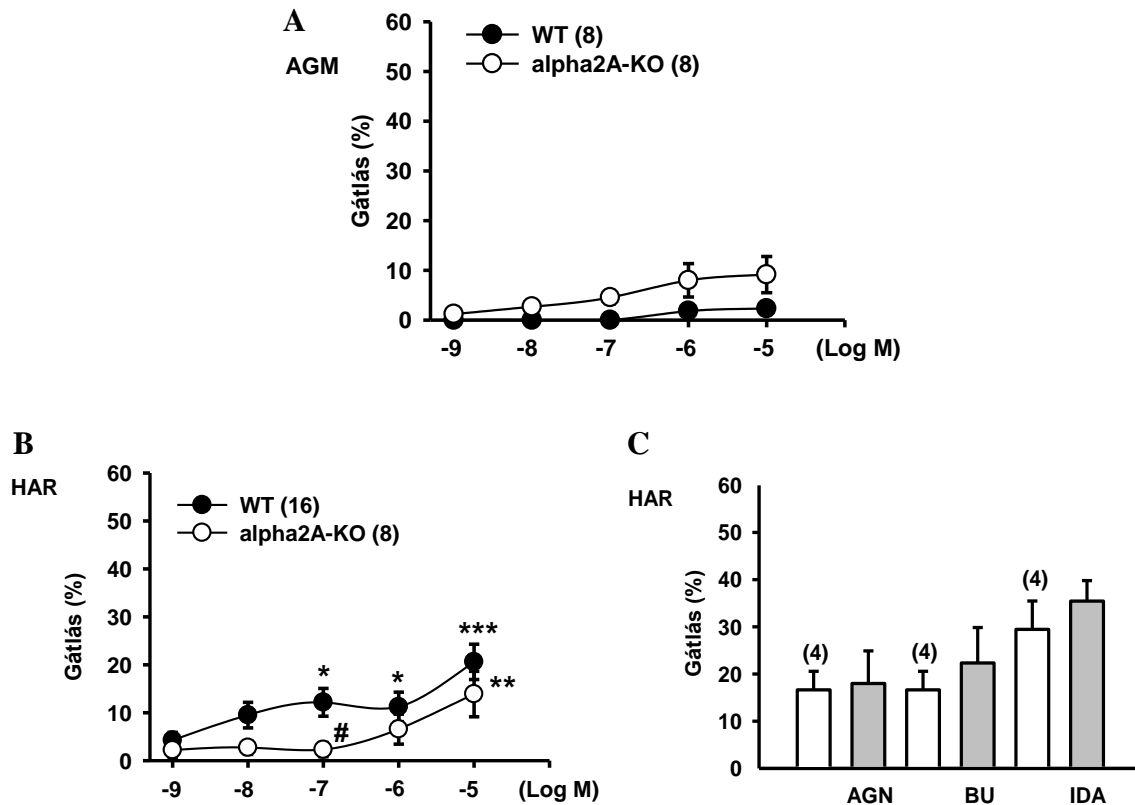 A
AGM
WT (8)
alpha2A-KO (8)
Gátlás (%)
60
50
40
30
20
10
0
-9 -8 -7 -6 -5 (Log M)
B
HAR
WT (16)
alpha2A-KO (8)
Gátlás (%)
60
50
40
30
20
10
0
* * *** ** #
-9 -8 -7 -6 -5 (Log M)
C
HAR
Gátlás (%)
60
50
40
30
20
10
0
(4) (4) (4)
AGN BU IDA